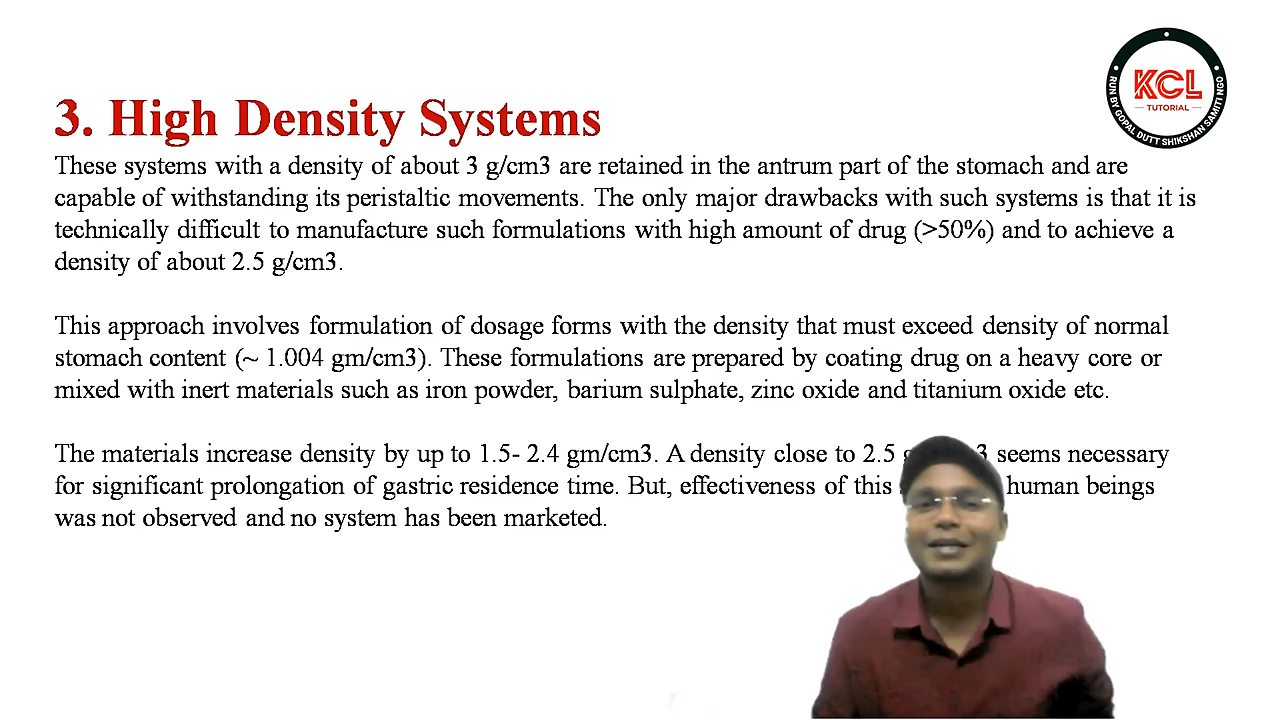 KCL
TUTORIAL
RUN BY GOPAL DUTT SHIKSHAN SAMITI NGO
3. High Density Systems
These systems with a density of about 3 g/cm3 are retained in the antrum part of the stomach and are
capable of withstanding its peristaltic movements. The only major drawbacks with such systems is that it is
technically difficult to manufacture such formulations with high amount of drug (>50%) and to achieve a
density of about 2.5 g/cm3.
This approach involves formulation of dosage forms with the density that must exceed density of normal
stomach content (~ 1.004 gm/cm3). These formulations are prepared by coating drug on a heavy core or
mixed with inert materials such as iron powder, barium sulphate, zinc oxide and titanium oxide etc.
The materials increase density by up to 1.5- 2.4 gm/cm3. A density close to 2.5 seems necessary
for significant prolongation of gastric residence time. But, effectiveness of this human beings
was not observed and no system has been marketed.